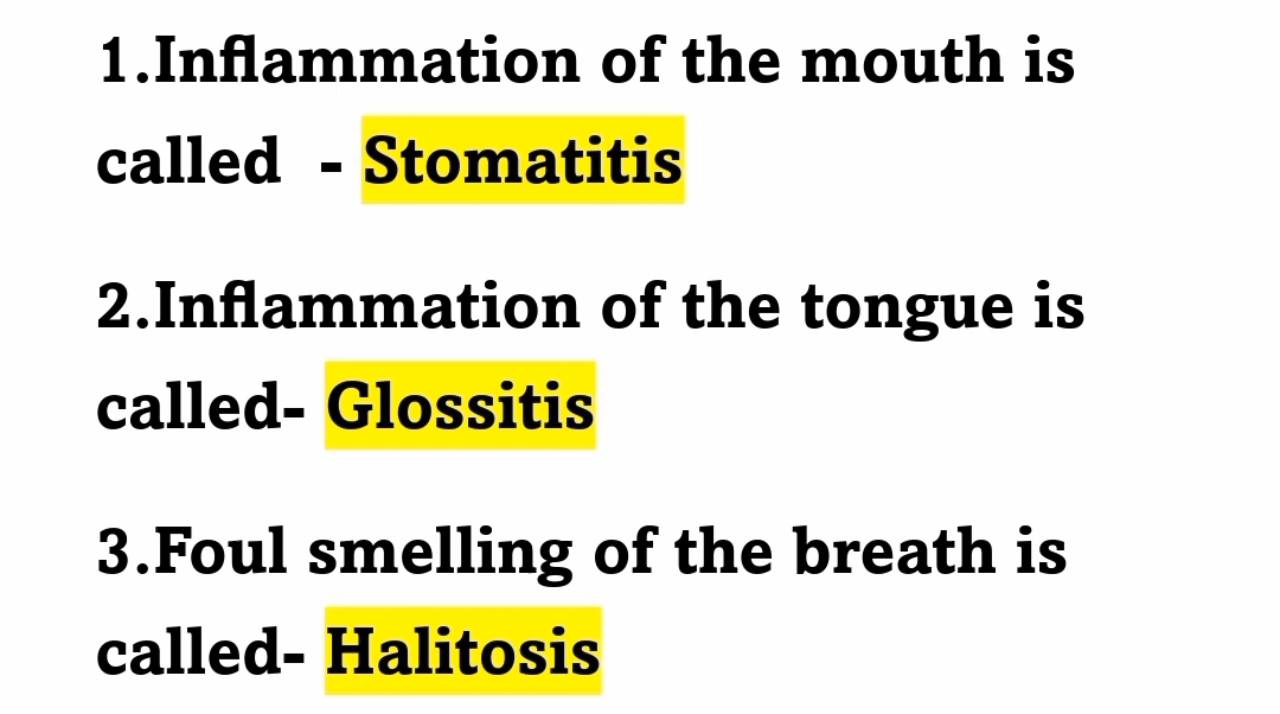 1.Inflammation of the mouth is
called  - Stomatitis
2.Inflammation of the tongue is
called- Glossitis
3.Foul smelling of the breath is
called- Halitosis